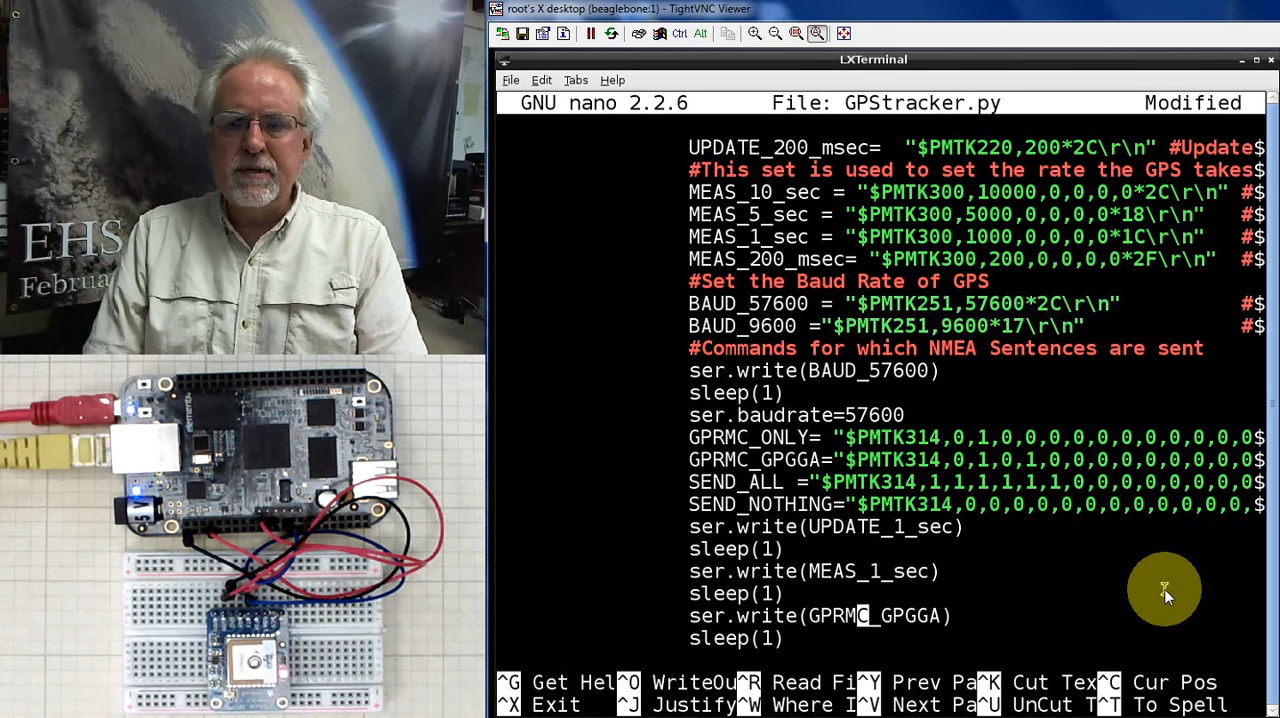 EHS
Februa
root's X desktop (beaglebone:1) - TightVNC Viewer
Ctrl Alt
LXTerminal
File Edit Tabs Help
GNU nano 2.2.6 File: GPStracker.py Modified
UPDATE_200_msec= "$PMTK220,200*2C\r\n" #Update$
#This set is used to set the rate the GPS takes$
MEAS_10_sec = "$PMTK300,10000,0,0,0,0*2C\r\n" #$
MEAS_5_sec = "$PMTK300,5000,0,0,0,0*18\r\n" #$
MEAS_1_sec = "$PMTK300,1000,0,0,0,0*1C\r\n" #$
MEAS_200_msec= "$PMTK300,200,0,0,0,0*2F\r\n" #$
#Set the Baud Rate of GPS
BAUD_57600 = "$PMTK251,57600*2C\r\n" #$
BAUD_9600 ="$PMTK251,9600*17\r\n" #$
#Commands for which NMEA Sentences are sent
ser.write(BAUD_57600)
sleep(1)
ser.baudrate=57600
GPRMC_ONLY= "$PMTK314,0,1,0,0,0,0,0,0,0,0,0,0$
GPRMC_GPGGA="$PMTK314,0,1,0,1,0,0,0,0,0,0,0,0$
SEND_ALL ="$PMTK314,1,1,1,1,1,1,0,0,0,0,0,0,0$
SEND_NOTHING="$PMTK314,0,0,0,0,0,0,0,0,0,0,0,$
ser.write(UPDATE_1_sec)
sleep(1)
ser.write(MEAS_1_sec)
sleep(1)
ser.write(GPRMC_GPGGA)
sleep(1)
^G Get Hel ^O WriteOu ^R Read Fi ^Y Prev Pa ^K Cut Tex ^C Cur Pos
^X Exit ^J Justify ^W Where I ^V Next Pa ^U UnCut T ^T To Spell